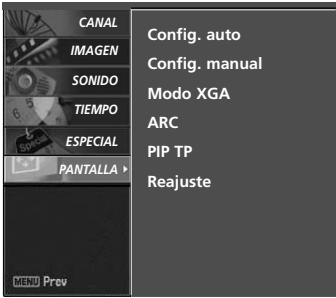 CANAL
IMAGEN
SONIDO
TIEMPO
ESPECIAL
PANTALLA
Config. auto
Config. manual
Modo XGA
ARC
PIP TP
Reajuste
MENU Prev